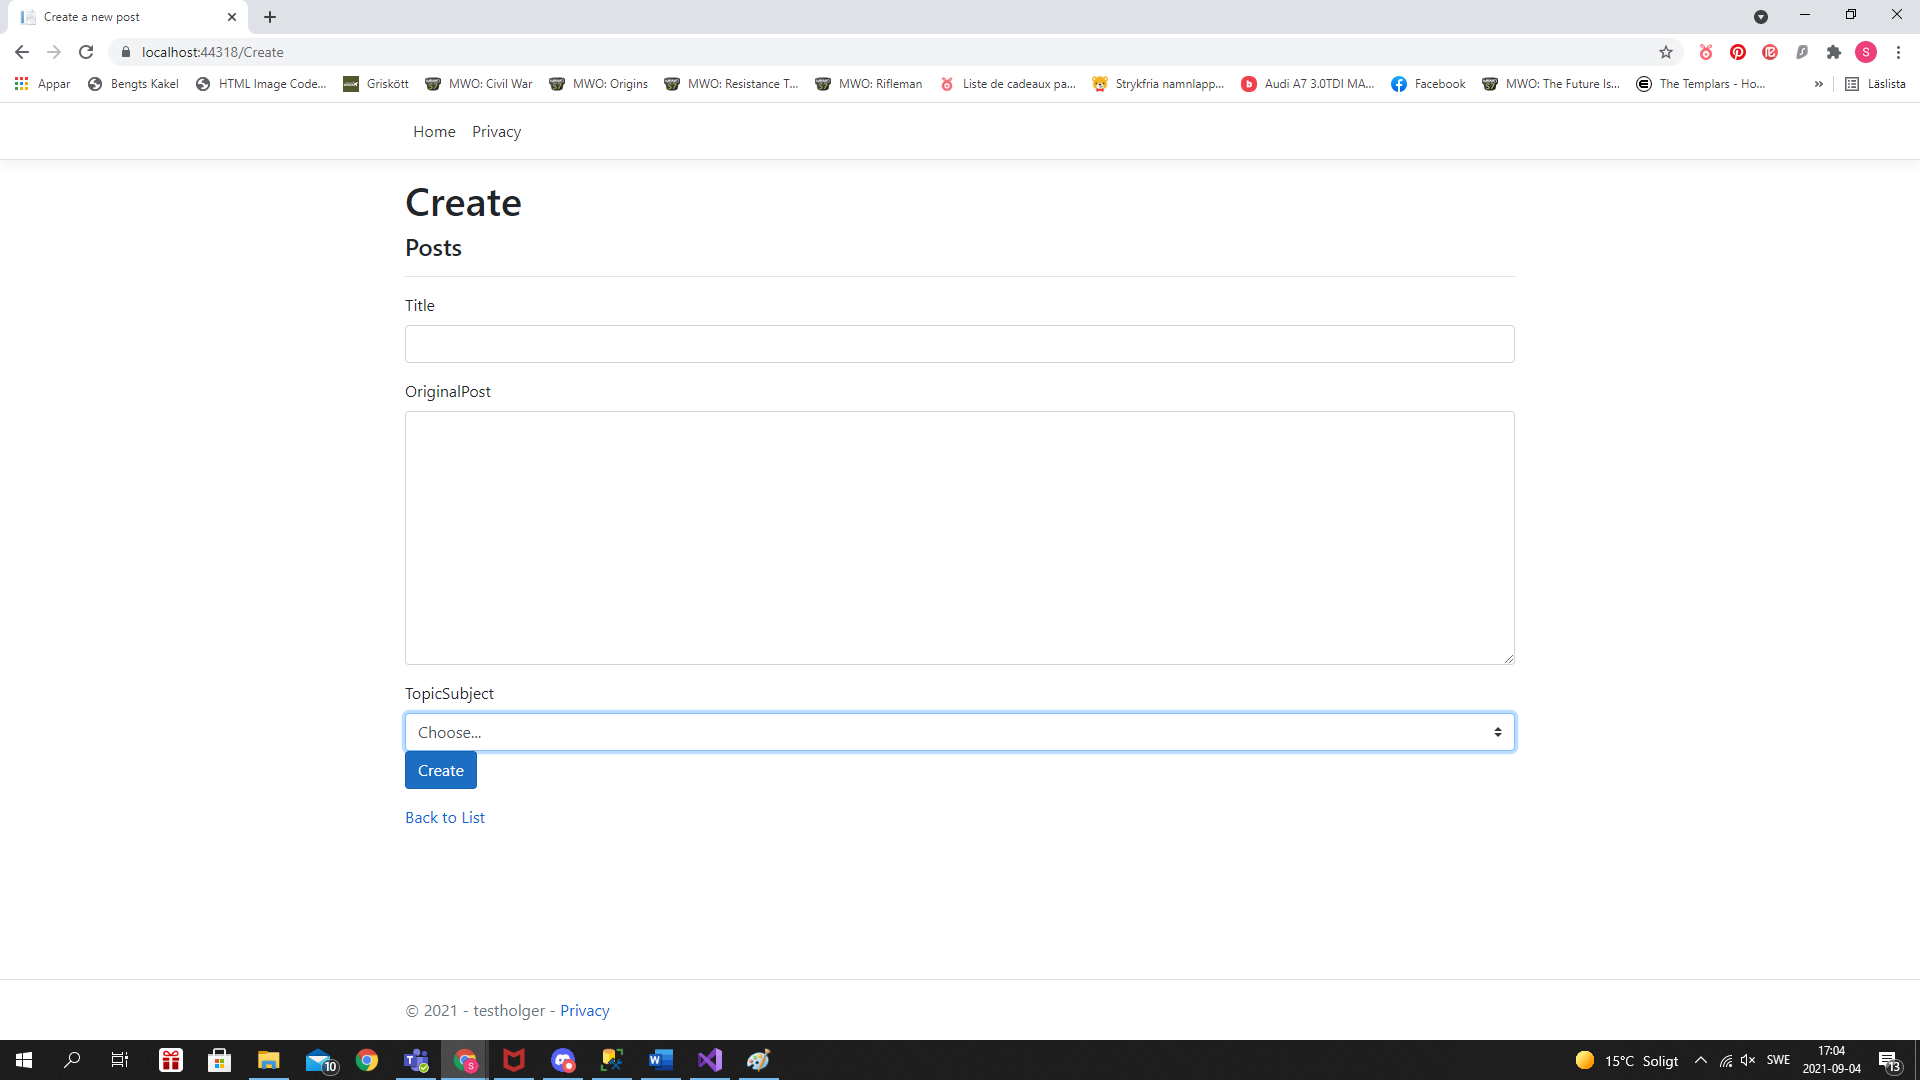 Create a new post
localhost:44318/Create
S
Appar
Bengts Kakel
HTML Image Code...
Griskött
MWO: Civil War
MWO: Origins
MWO: Resistance T...
MWO: Rifleman
Liste de cadeaux pa...
Strykfria namnlapp...
Audi A7 3.0TDI MA...
Facebook
MWO: The Future Is...
The Templars - Ho...
»
Läslista
Home
Privacy
Create
Posts
Title
OriginalPost
TopicSubject
Choose...
Create
Back to List
© 2021 - testholger - Privacy
10
15°C Soligt
SWE
17:04
2021-09-04
13